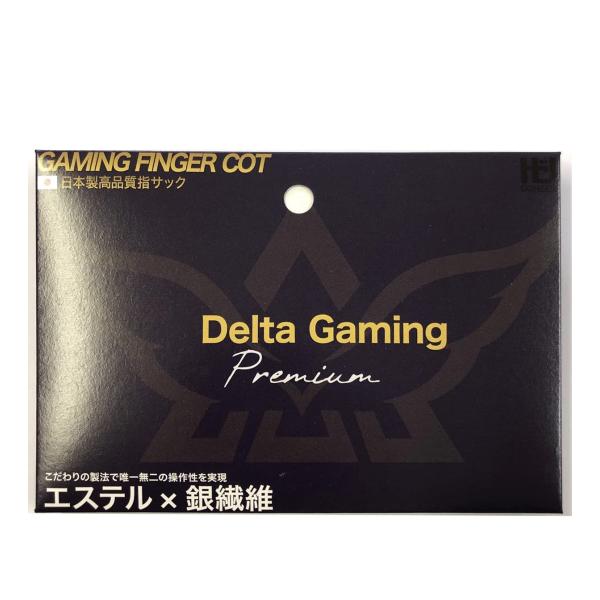 GAMING FINGER COT
日本製高品質指サック
Delta Gaming
Premium
こだわりの製法で唯一無二の操作性を実現
エステル×銀繊維